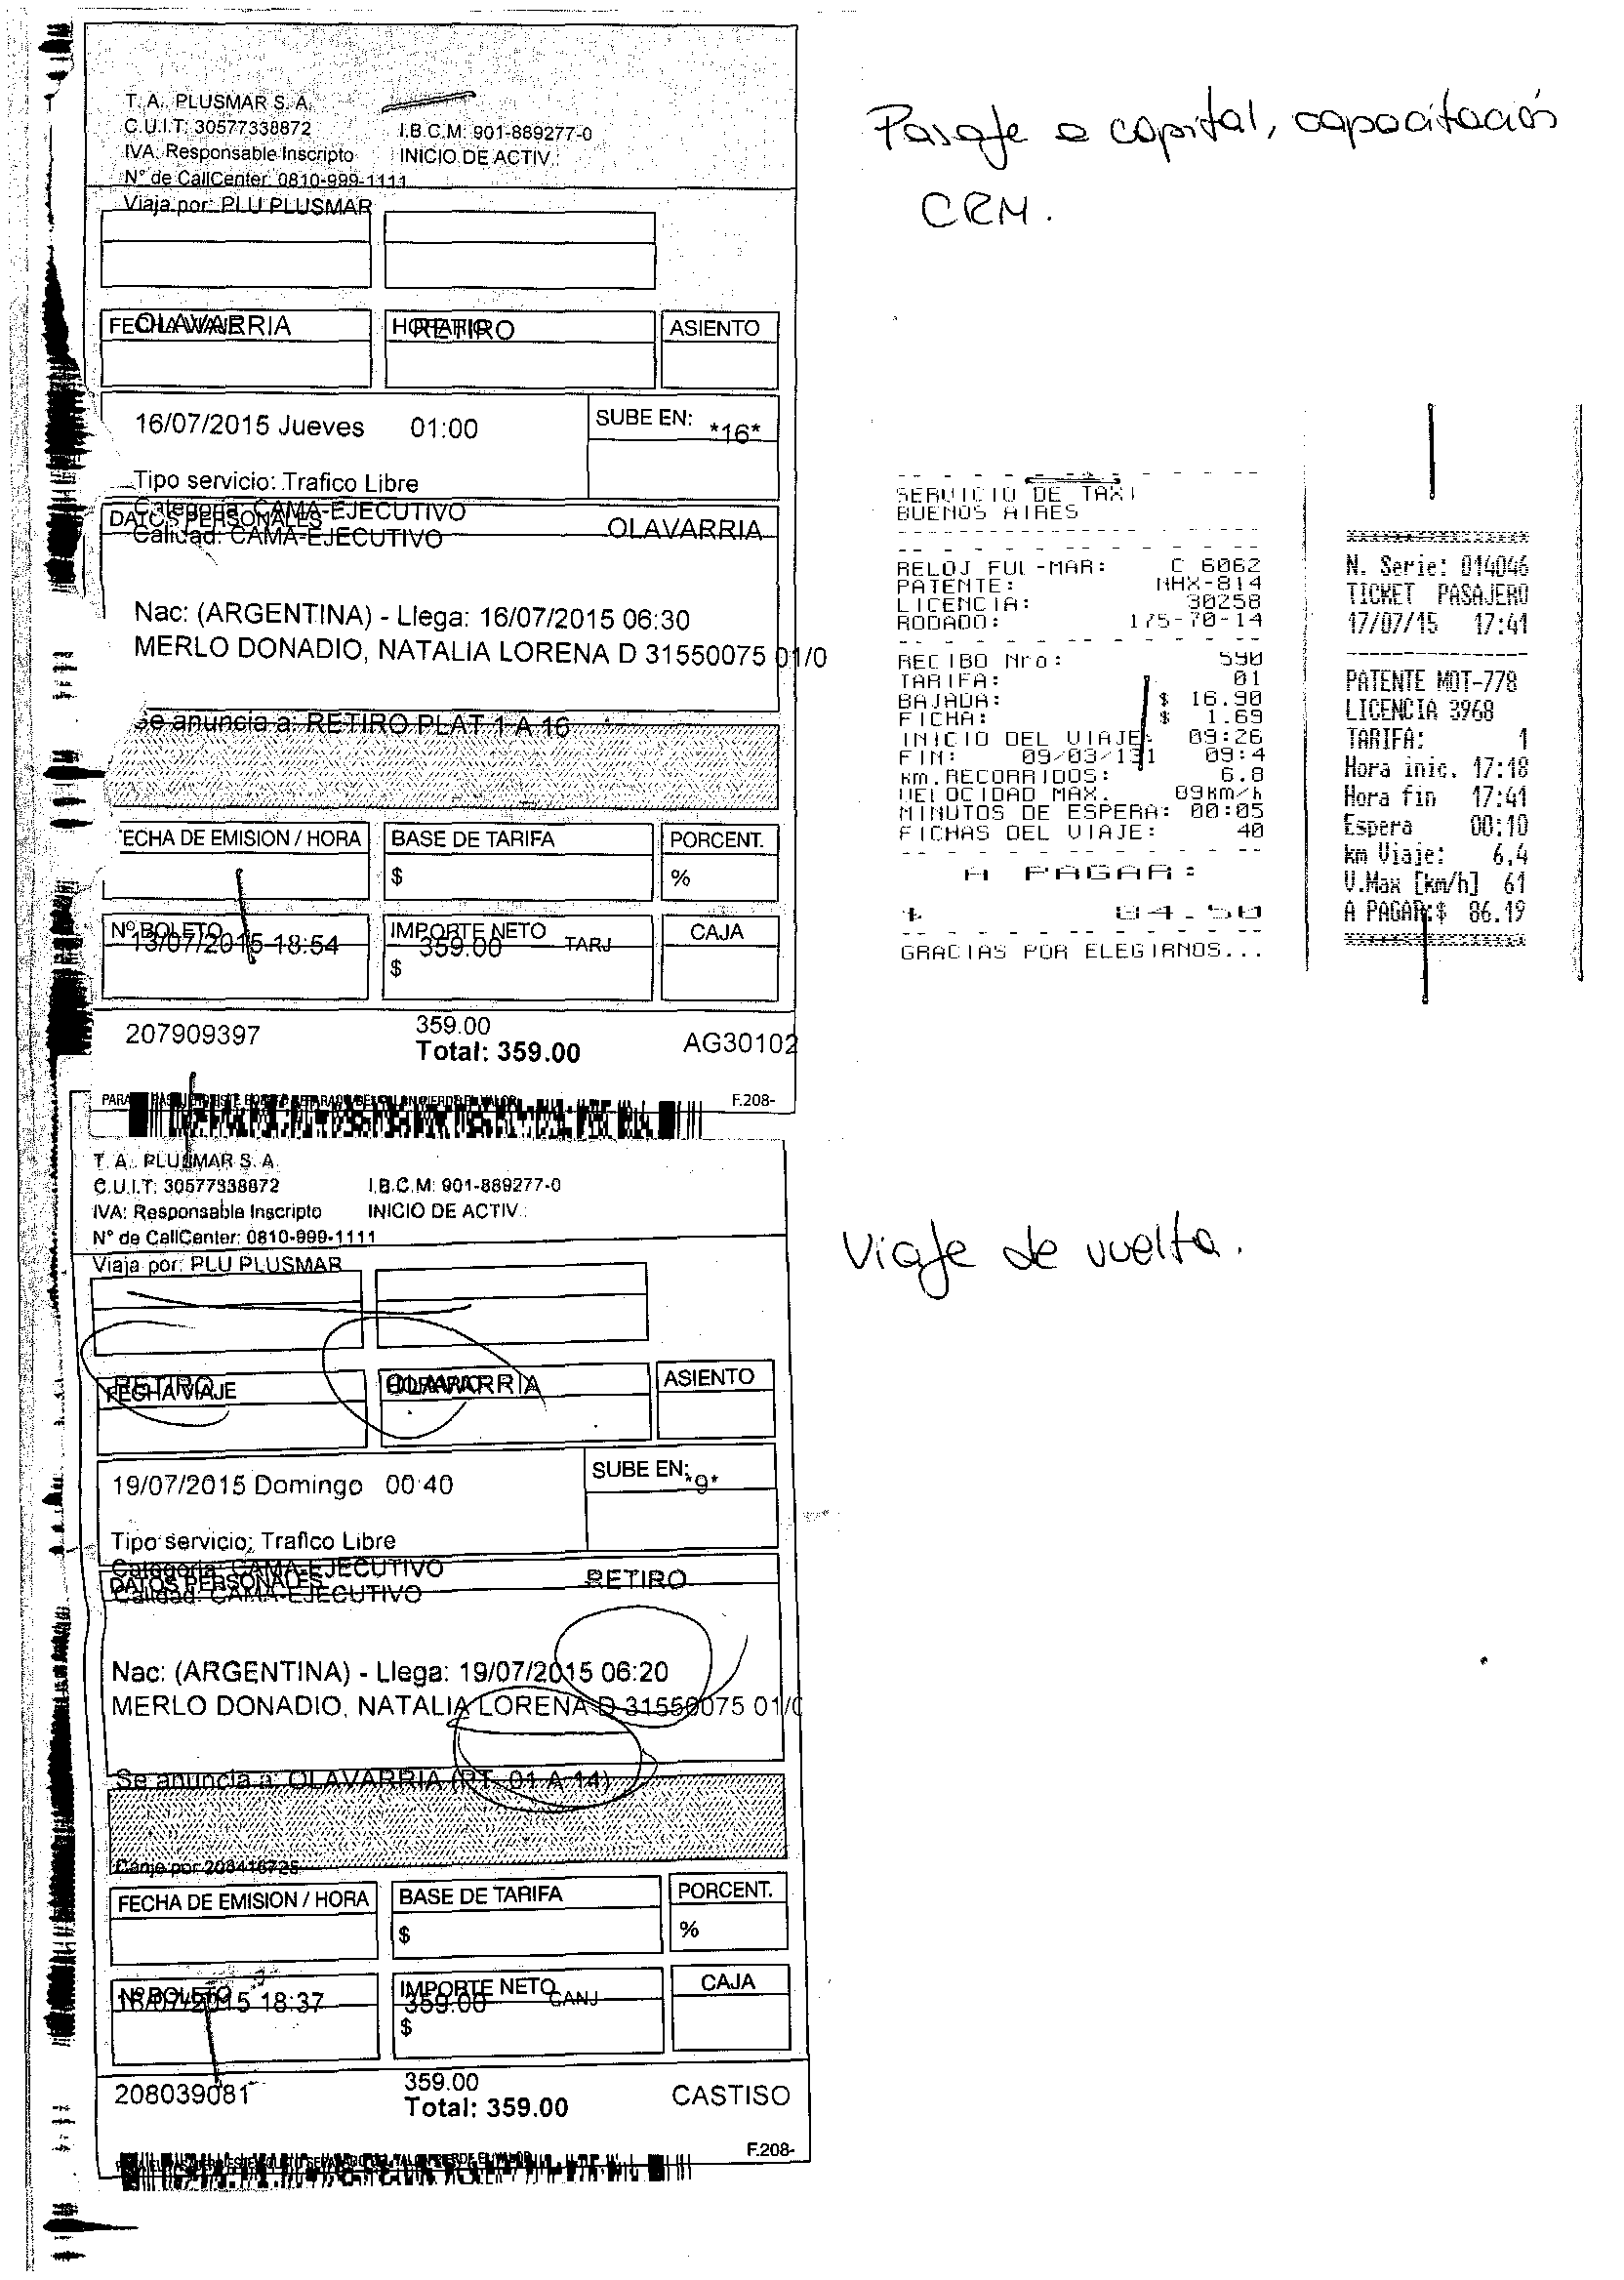 T. A. PLUSMAR S. A.
C.U.I.T: 30577338872 I.B.C.M: 901-889277-0
IVA: Responsable Inscripto INICIO DE ACTIV.:
N° de CallCenter: 0810-999-1111
Viaja por: PLU PLUSMAR
OLAVARRIA RETIRO ASIENTO
16/07/2015 Jueves 01:00 SUBE EN: *16*
Tipo servicio: Trafico Libre
Categoria: CAMA-EJECUTIVO
DATOS PERSONALES OLAVARRIA
Calidad: CAMA-EJECUTIVO
Nac: (ARGENTINA) - Llega: 16/07/2015 06:30
MERLO DONADIO, NATALIA LORENA D 31550075 01/0
Se anuncia a: RETIRO PLAT 1 A 16
ECHA DE EMISION / HORA BASE DE TARIFA PORCENT.
$ %
Nº BOLETO IMPORTE NETO CAJA
13/07/2015 18:54 359.00 TARJ
$
359.00
207909397 Total: 359.00 AG30102
F.208-
Pasaje a capital, capacitación
CRM.
SERVICIO DE TAXI
BUENOS AIRES
RELOJ FUL-MAR: C 6062
PATENTE: NHX-814
LICENCIA: 30258
RODADO: 175-70-14
RECIBO Nro: 590
TARIFA: 01
BAJADA: $ 16.90
FICHA: $ 1.69
INICIO DEL VIAJE: 09:26
FIN: 09/03/131 09:4
Km.RECORRIDOS: 6.8
VELOCIDAD MAX. 09Km/h
MINUTOS DE ESPERA: 00:05
FICHAS DEL VIAJE: 40
A PAGAR:
$ 84.50
GRACIAS POR ELEGIRNOS...
N. Serie: 014046
TICKET PASAJERO
17/07/15 17:41
PATENTE MOT-778
LICENCIA 3968
TARIFA: 1
Hora inic. 17:18
Hora fin 17:41
Espera 00:10
km Viaje: 6,4
V.Max [km/h] 61
A PAGAR:$ 86.19
T. A. PLUSMAR S. A.
C.U.I.T: 30577338872 I.B.C.M: 901-889277-0
IVA: Responsable Inscripto INICIO DE ACTIV.:
N° de CallCenter: 0810-999-1111
Viaja por: PLU PLUSMAR
Viaje de vuelta.
RETIRO OLAVARRIA ASIENTO
FECHA VIAJE
19/07/2015 Domingo 00:40 SUBE EN: *9*
Tipo servicio: Trafico Libre
Categoria: CAMA-EJECUTIVO
DATOS PERSONALES RETIRO
Calidad: CAMA-EJECUTIVO
Nac: (ARGENTINA) - Llega: 19/07/2015 06:20
MERLO DONADIO, NATALIA LORENA D 31550075 01/0
Se anuncia a: OLAVARRIA (PT. 01 A 14)
Canje por 208416725
FECHA DE EMISION / HORA BASE DE TARIFA PORCENT.
$ %
Nº BOLETO IMPORTE NETO CAJA
18:37 359.00 CANJ
$
359.00
208039081 Total: 359.00 CASTISO
F.208-